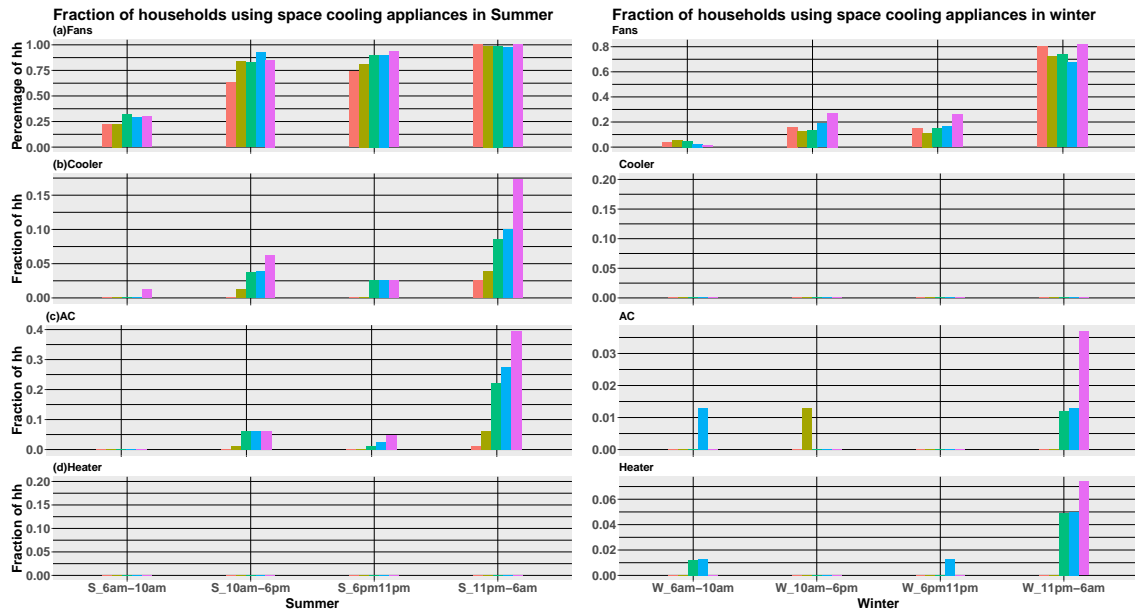 Fraction of households using space cooling appliances in Summer
(a)Fans
Percentage of hh
1.00
0.75
0.50
0.25
0.00
(b)Cooler
Fraction of hh
0.15
0.10
0.05
0.00
(c)AC
Fraction of hh
0.4
0.3
0.2
0.1
0.0
(d)Heater
Fraction of hh
0.20
0.15
0.10
0.05
0.00
S_6am–10am S_10am–6pm S_6pm11pm S_11pm–6am
Summer
Fraction of households using space cooling appliances in winter
Fans
0.8
0.6
0.4
0.2
0.0
Cooler
0.20
0.15
0.10
0.05
0.00
AC
0.03
0.02
0.01
0.00
Heater
0.06
0.04
0.02
0.00
W_6am–10am W_10am–6pm W_6pm11pm W_11pm–6am
Winter